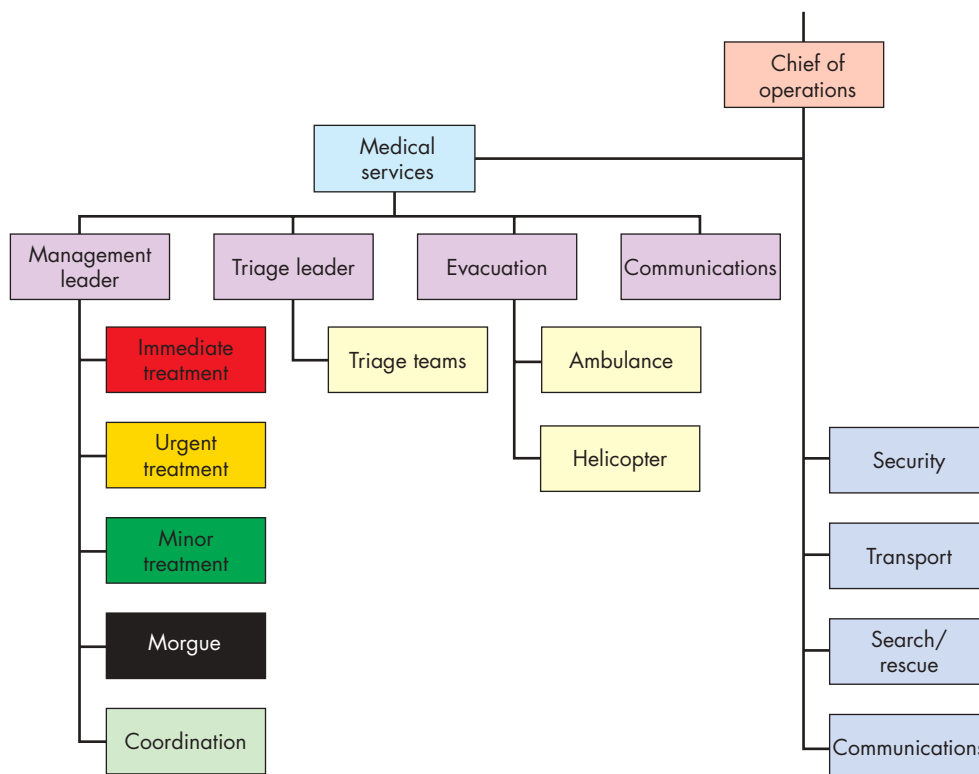 Chief of
operations
Medical
services
Management
leader
Triage leader
Evacuation
Communications
Immediate
treatment
Triage teams
Ambulance
Urgent
treatment
Helicopter
Security
Minor
treatment
Transport
Morgue
Search/
rescue
Coordination
Communications